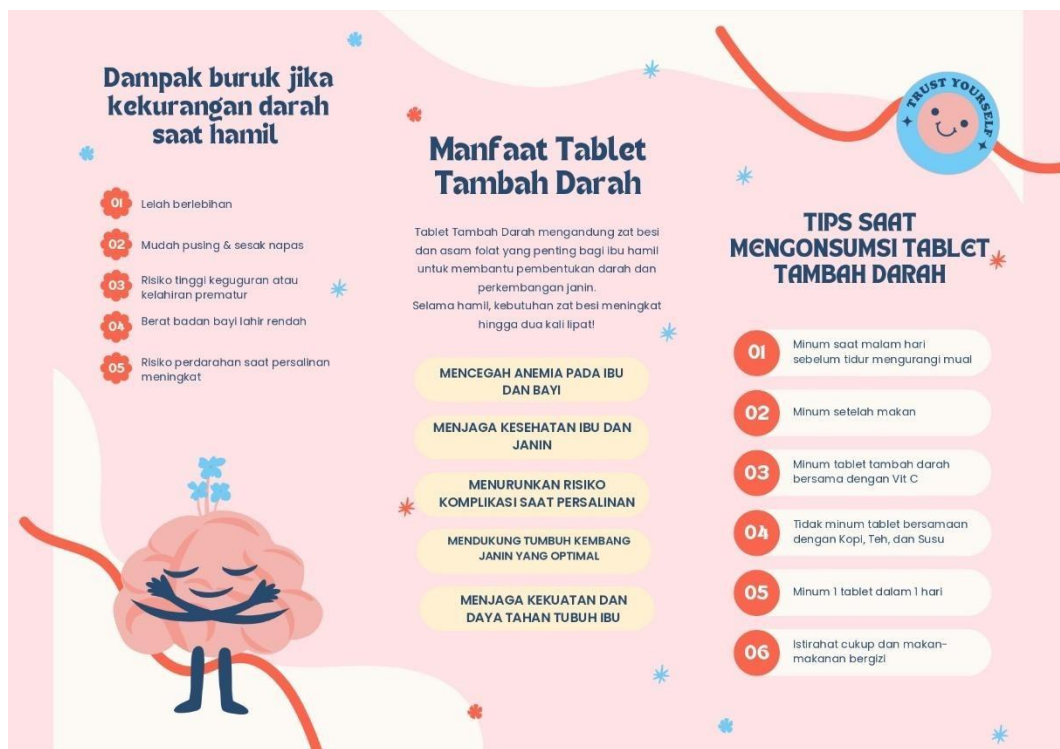 Dampak buruk jika
kekurangan darah
saat hamil
01 Lelah berlebihan
02 Mudah pusing & sesak napas
03 Risiko tinggi keguguran atau
kelahiran prematur
04 Berat badan bayi lahir rendah
05 Risiko perdarahan saat persalinan
meningkat
Manfaat Tablet
Tambah Darah
Tablet Tambah Darah mengandung zat besi
dan asam folat yang penting bagi ibu hamil
untuk membantu pembentukan darah dan
perkembangan janin.
Selama hamil, kebutuhan zat besi meningkat
hingga dua kali lipat!
MENCEGAH ANEMIA PADA IBU
DAN BAYI
MENJAGA KESEHATAN IBU DAN
JANIN
MENURUNKAN RISIKO
KOMPLIKASI SAAT PERSALINAN
MENDUKUNG TUMBUH KEMBANG
JANIN YANG OPTIMAL
MENJAGA KEKUATAN DAN
DAYA TAHAN TUBUH IBU
TRUST YOURSELF
TIPS SAAT
MENGONSUMSI TABLET
TAMBAH DARAH
01 Minum saat malam hari
sebelum tidur mengurangi mual
02 Minum setelah makan
03 Minum tablet tambah darah
bersama dengan Vit C
04 Tidak minum tablet bersamaan
dengan Kopi, Teh, dan Susu
05 Minum 1 tablet dalam 1 hari
06 Istirahat cukup dan makan-
makanan bergizi